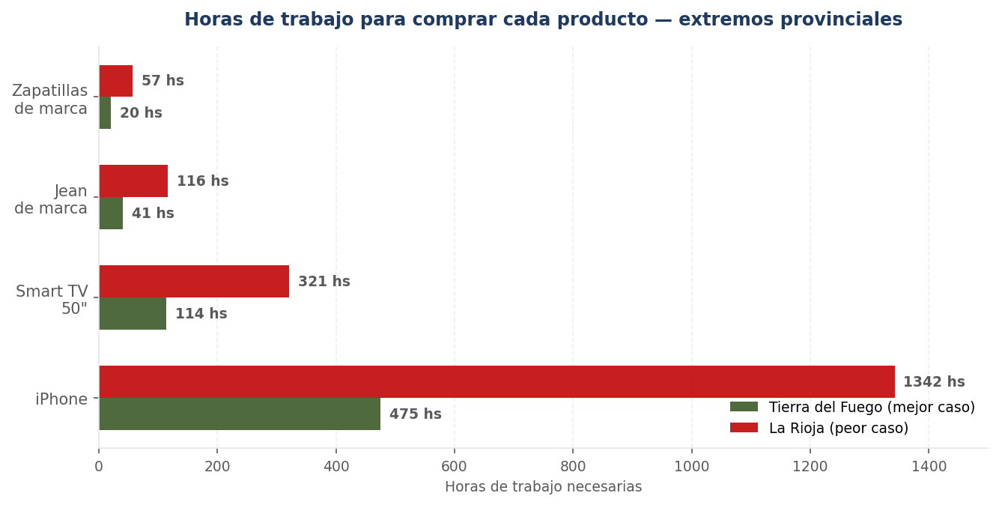 Horas de trabajo para comprar cada producto — extremos provinciales
Zapatillas
de marca
57 hs
20 hs
Jean
de marca
116 hs
41 hs
Smart TV
50"
321 hs
114 hs
iPhone
1342 hs
475 hs
Tierra del Fuego (mejor caso)
La Rioja (peor caso)
0 200 400 600 800 1000 1200 1400
Horas de trabajo necesarias